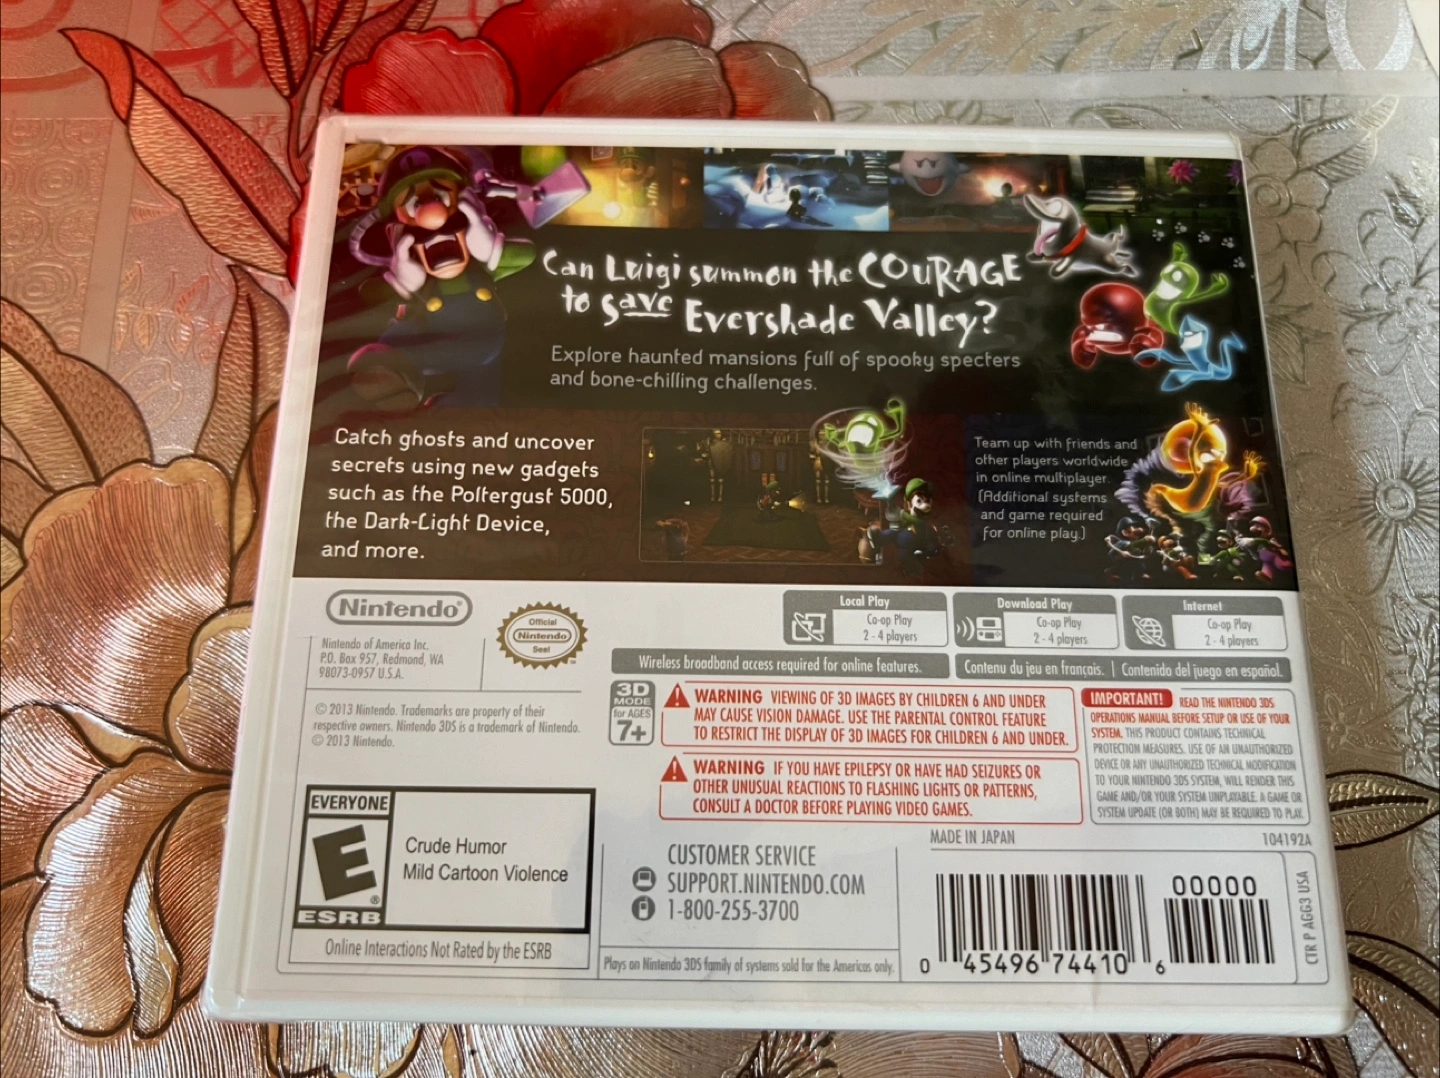 Can Luigi summon the COURAGE
to save Evershade Valley?
Explore haunted mansions full of spooky specters
and bone-chilling challenges.
Catch ghosts and uncover
secrets using new gadgets
such as the Poltergust 5000,
the Dark-Light Device,
and more.
Team up with friends and
other players worldwide
in online multiplayer.
(Additional systems
and game required
for online play.)
Nintendo®
Nintendo of America Inc.
P.O. Box 957, Redmond, WA
98073-0957 U.S.A.
Official
Nintendo
Seal
Local Play
Co-op Play
2 - 4 players
Download Play
Co-op Play
2 - 4 players
Internet
Co-op Play
2 - 4 players
Wireless broadband access required for online features.
Contenu du jeu en français. | Contenido del juego en español.
© 2013 Nintendo. Trademarks are property of their
respective owners. Nintendo 3DS is a trademark of Nintendo.
© 2013 Nintendo.
3D
MODE
for AGES
7+
WARNING VIEWING OF 3D IMAGES BY CHILDREN 6 AND UNDER
MAY CAUSE VISION DAMAGE. USE THE PARENTAL CONTROL FEATURE
TO RESTRICT THE DISPLAY OF 3D IMAGES FOR CHILDREN 6 AND UNDER.
WARNING IF YOU HAVE EPILEPSY OR HAVE HAD SEIZURES OR
OTHER UNUSUAL REACTIONS TO FLASHING LIGHTS OR PATTERNS,
CONSULT A DOCTOR BEFORE PLAYING VIDEO GAMES.
IMPORTANT! READ THE NINTENDO 3DS
OPERATIONS MANUAL BEFORE SETUP OR USE OF YOUR
SYSTEM. THIS PRODUCT CONTAINS TECHNICAL
PROTECTION MEASURES. USE OF AN UNAUTHORIZED
DEVICE OR ANY UNAUTHORIZED TECHNICAL MODIFICATION
TO YOUR NINTENDO 3DS SYSTEM, WILL RENDER THIS
GAME AND/OR YOUR SYSTEM UNPLAYABLE. A GAME OR
SYSTEM UPDATE (OR BOTH) MAY BE REQUIRED TO PLAY.
EVERYONE
E
®
ESRB
Crude Humor
Mild Cartoon Violence
Online Interactions Not Rated by the ESRB
CUSTOMER SERVICE
SUPPORT.NINTENDO.COM
1-800-255-3700
Plays on Nintendo 3DS family of systems sold for the Americas only.
MADE IN JAPAN
104192A
00000
0 45496 74410 6
CTR P AGG3 USA